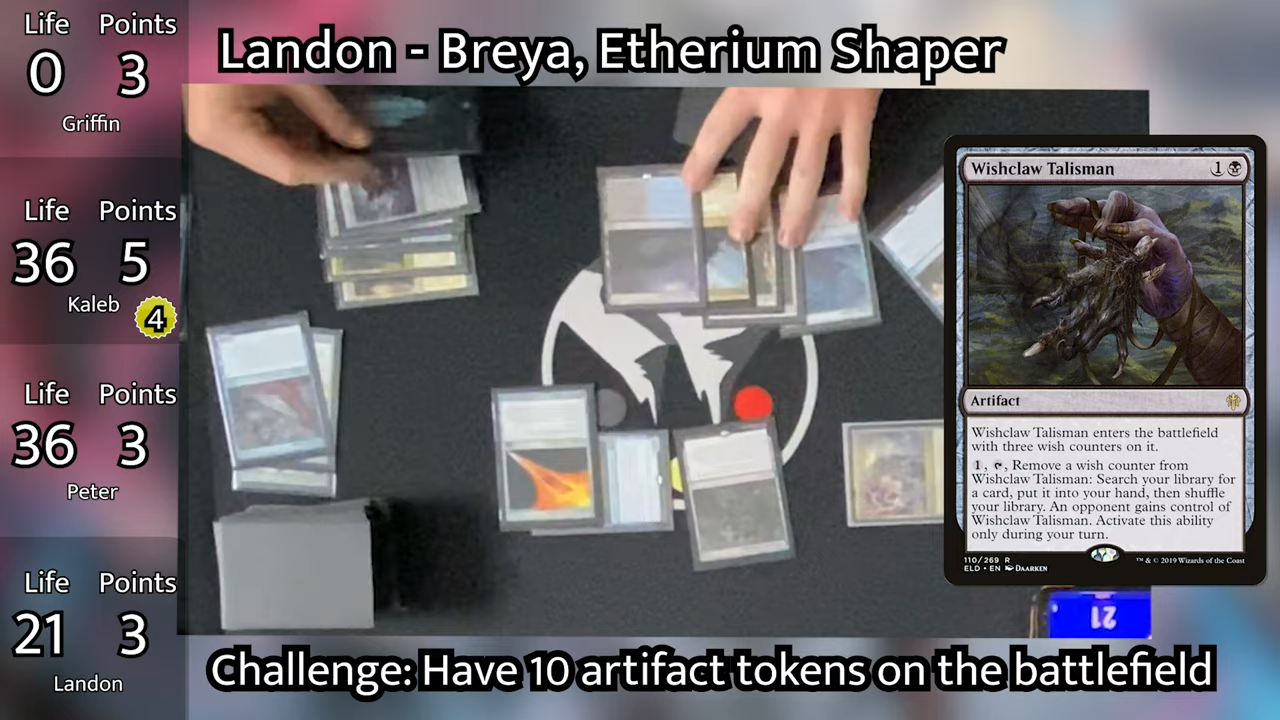 Life Points
0 3
Griffin
Life Points
36 5
Kaleb 4
Life Points
36 3
Peter
Life Points
21 3
Landon
Landon - Breya, Etherium Shaper
Wishclaw Talisman 1
Artifact
Wishclaw Talisman enters the battlefield
with three wish counters on it.
1, , Remove a wish counter from
Wishclaw Talisman: Search your library for
a card, put it into your hand, then shuffle
your library. An opponent gains control of
Wishclaw Talisman. Activate this ability
only during your turn.
110/269 R
ELD • EN DAARKEN
™ & © 2019 Wizards of the Coast
21
Challenge: Have 10 artifact tokens on the battlefield